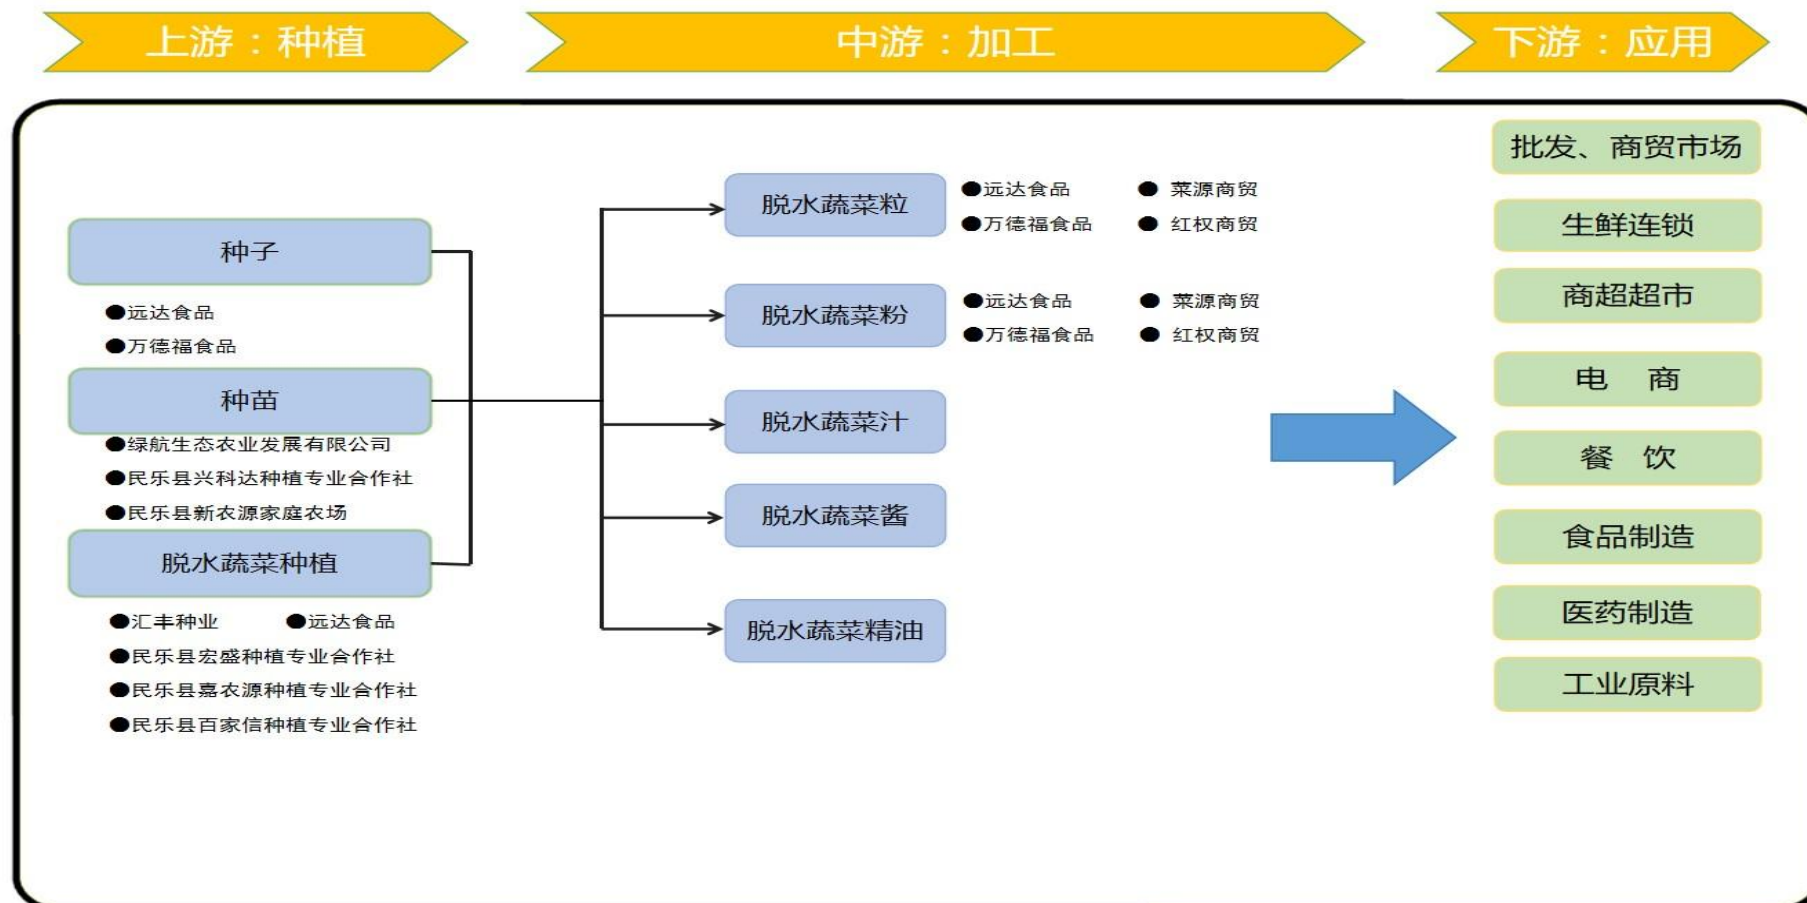 上游：种植
中游：加工
下游：应用
种子
●远达食品
●万德福食品
种苗
●绿航生态农业发展有限公司
●民乐县兴科达种植专业合作社
●民乐县新农源家庭农场
脱水蔬菜种植
●汇丰种业 ●远达食品
●民乐县宏盛种植专业合作社
●民乐县嘉农源种植专业合作社
●民乐县百家信种植专业合作社
脱水蔬菜粒
●远达食品 ● 菜源商贸
●万德福食品 ● 红权商贸
脱水蔬菜粉
●远达食品 ● 菜源商贸
●万德福食品 ● 红权商贸
脱水蔬菜汁
脱水蔬菜酱
脱水蔬菜精油
批发、商贸市场
生鲜连锁
商超超市
电 商
餐 饮
食品制造
医药制造
工业原料